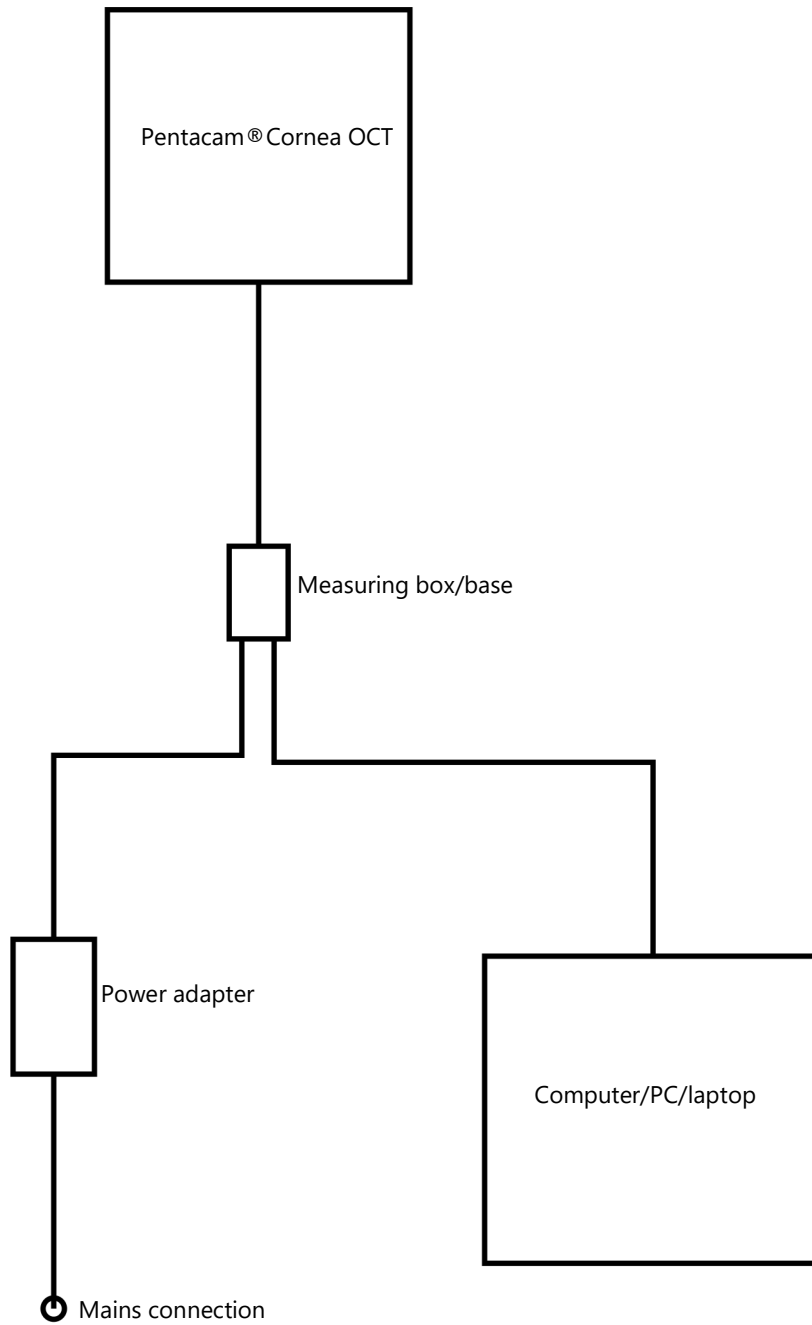 Pentacam® Cornea OCT
Measuring box/base
Power adapter
Computer/PC/laptop
Mains connection